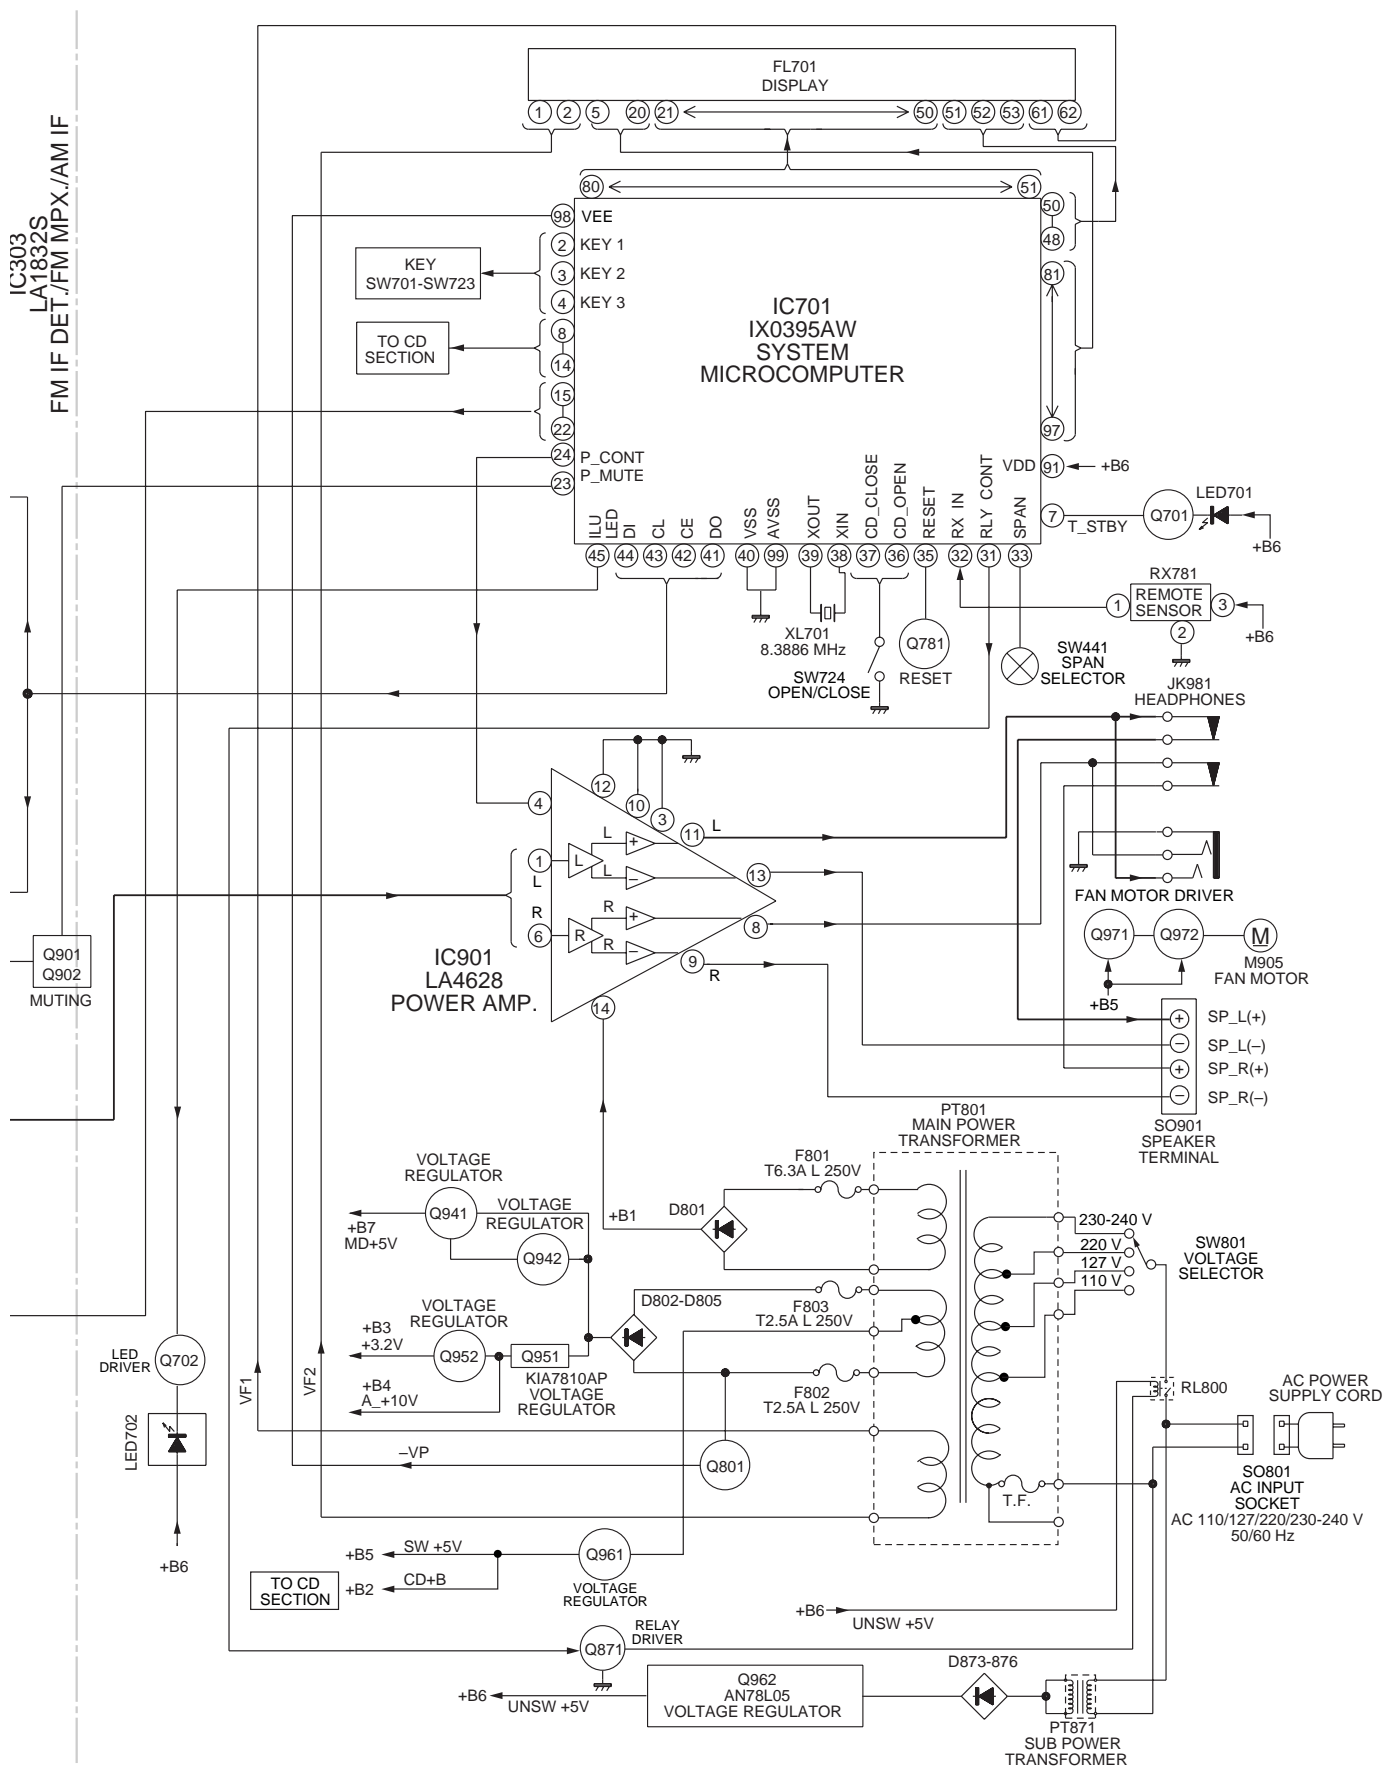 FL701
DISPLAY
1 2 5 20 21 50 51 52 53 61 62
IC303
LA1832S
FM IF DET./FM MPX./AM IF
80 51
98 VEE
2 KEY 1
3 KEY 2
4 KEY 3
KEY
SW701-SW723
TO CD
SECTION
8
14
15
22
24 P_CONT
23 P_MUTE
IC701
IX0395AW
SYSTEM
MICROCOMPUTER
50
48
81
97
VDD 91 +B6
7 T_STBY Q701 LED701
+B6
ILU
LED
DI
CL
CE
DO
VSS
AVSS
XOUT
XIN
CD_CLOSE
CD_OPEN
RESET
RX IN
RLY CONT
SPAN
45 44 43 42 41 40 99 39 38 37 36 35 32 31 33
XL701
8.3886 MHz
SW724
OPEN/CLOSE
Q781
RESET
SW441
SPAN
SELECTOR
RX781
1 REMOTE
SENSOR 3
2
+B6
JK981
HEADPHONES
12
10
3
4
11 L
1
L
L
L
L
+
–
13
R
6
R
R
R
+
–
8
9
R
14
IC901
LA4628
POWER AMP.
Q901
Q902
MUTING
FAN MOTOR DRIVER
Q971 Q972 M
+B5
M905
FAN MOTOR
+ SP_L(+)
– SP_L(–)
+ SP_R(+)
– SP_R(–)
SO901
SPEAKER
TERMINAL
PT801
MAIN POWER
TRANSFORMER
F801
T6.3A L 250V
D801
+B1
VOLTAGE
REGULATOR
Q941
+B7
MD+5V
VOLTAGE
REGULATOR
Q942
D802-D805
F803
T2.5A L 250V
F802
T2.5A L 250V
VOLTAGE
REGULATOR
Q952
+B3
+3.2V
Q951
KIA7810AP
VOLTAGE
REGULATOR
+B4
A_+10V
230-240 V
220 V
127 V
110 V
SW801
VOLTAGE
SELECTOR
RL800
AC POWER
SUPPLY CORD
LED
DRIVER
Q702
LED702
+B6
VF1
VF2
–VP
Q801
T.F.
SO801
AC INPUT
SOCKET
AC 110/127/220/230-240 V
50/60 Hz
+B5 SW +5V Q961
VOLTAGE
REGULATOR
TO CD
SECTION
+B2 CD+B
+B6
UNSW +5V
RELAY
DRIVER
Q871
+B6
UNSW +5V
Q962
AN78L05
VOLTAGE REGULATOR
D873-876
PT871
SUB POWER
TRANSFORMER